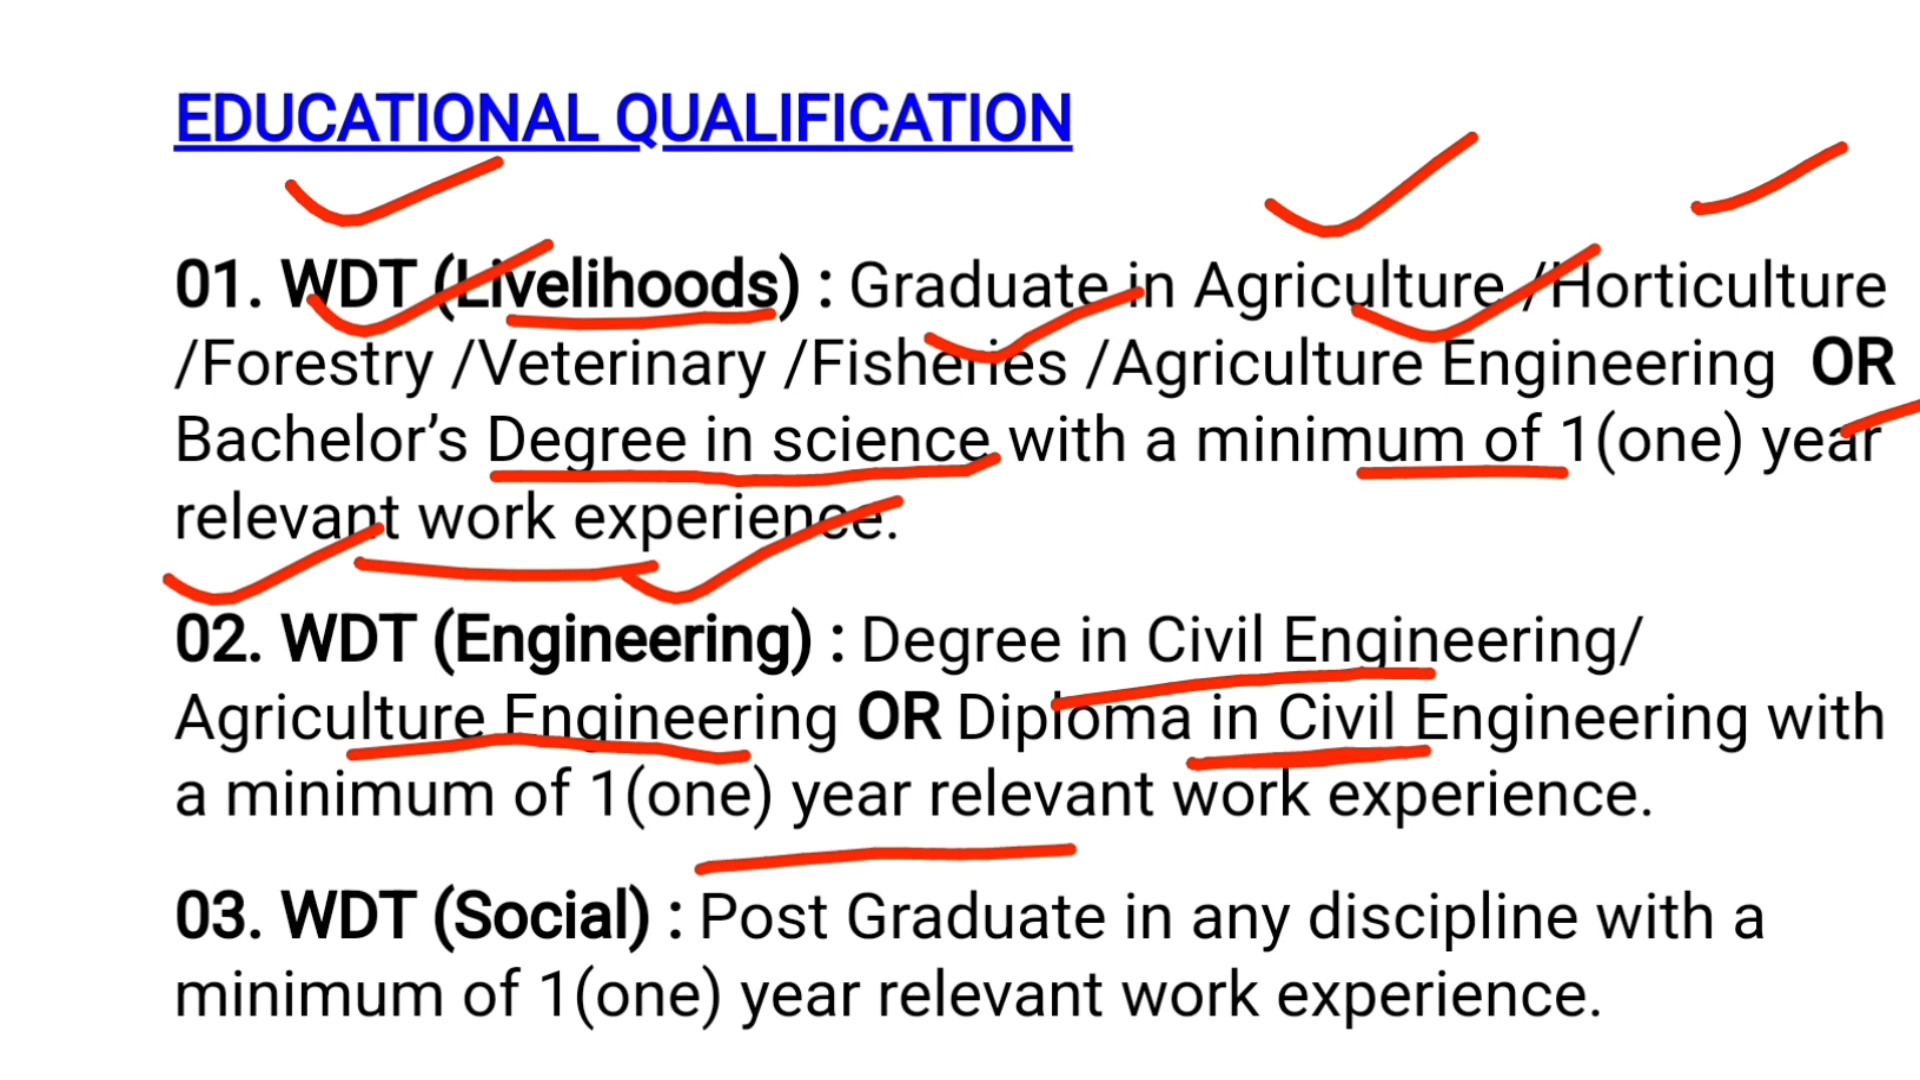 EDUCATIONAL QUALIFICATION
01. WDT (Livelihoods) : Graduate in Agriculture /Horticulture
/Forestry /Veterinary /Fisheries /Agriculture Engineering OR
Bachelor’s Degree in science with a minimum of 1(one) year
relevant work experience.
02. WDT (Engineering) : Degree in Civil Engineering/
Agriculture Engineering OR Diploma in Civil Engineering with
a minimum of 1(one) year relevant work experience.
03. WDT (Social) : Post Graduate in any discipline with a
minimum of 1(one) year relevant work experience.